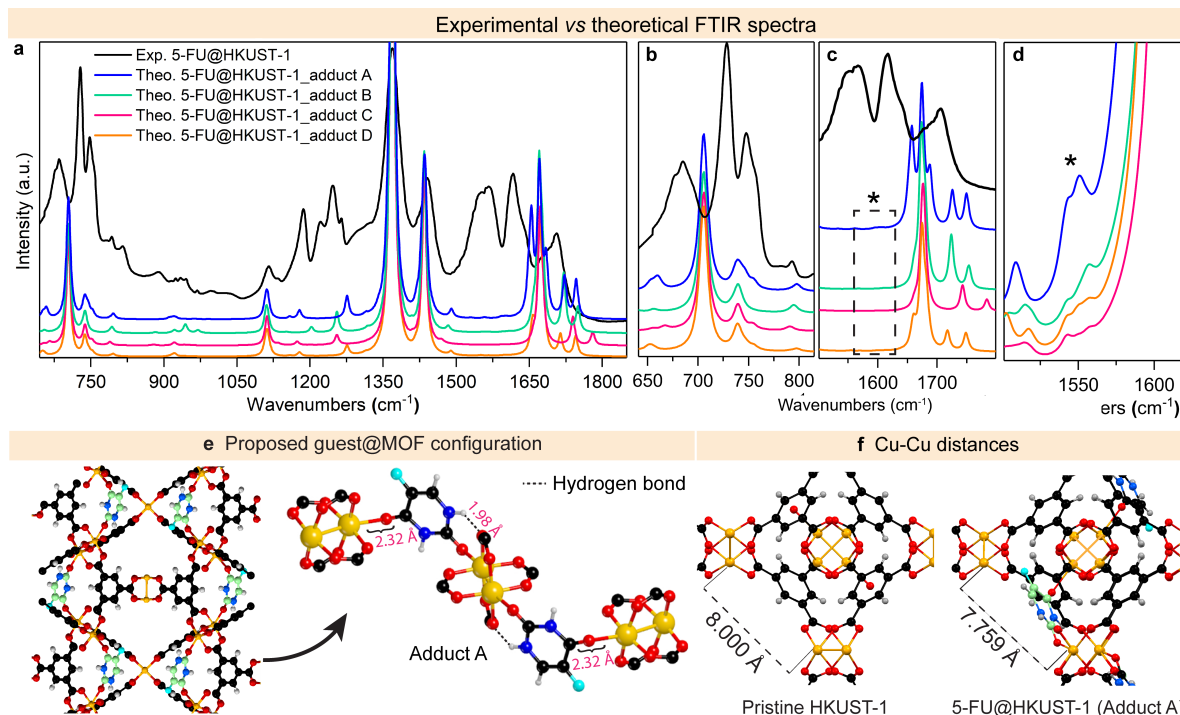 Experimental vs theoretical FTIR spectra
a
Exp. 5-FU@HKUST-1
Theo. 5-FU@HKUST-1_adduct A
Theo. 5-FU@HKUST-1_adduct B
Theo. 5-FU@HKUST-1_adduct C
Theo. 5-FU@HKUST-1_adduct D
Intensity (a.u.)
750 900 1050 1200 1350 1500 1650 1800
Wavenumbers (cm-1)
b
650 700 750 800
c
*
1600 1700
Wavenumbers (cm-1)
d
*
1550 1600
ers (cm-1)
e Proposed guest@MOF configuration
Hydrogen bond
1.98 Å
2.32 Å
Adduct A
2.32 Å
f Cu-Cu distances
8.000 Å
Pristine HKUST-1
7.759 Å
5-FU@HKUST-1 (Adduct A)